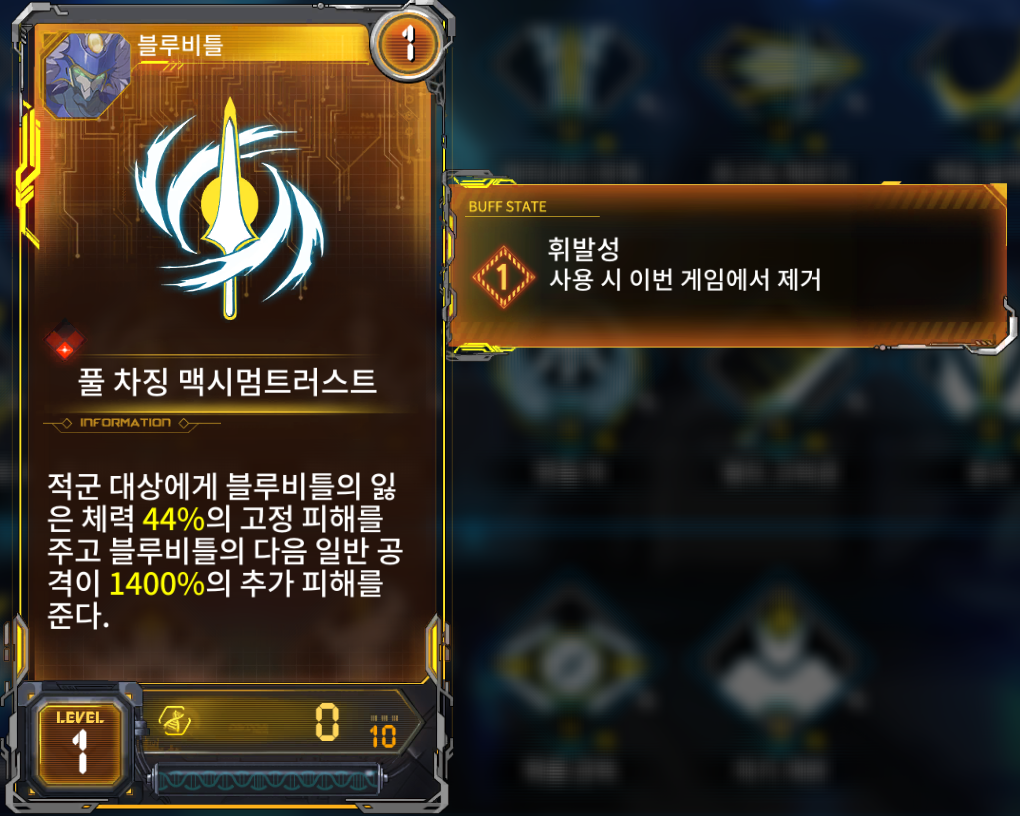 블루비틀
1
풀 차징 맥시멈트러스트
INFORMATION
적군 대상에게 블루비틀의 잃
은 체력 44%의 고정 피해를
주고 블루비틀의 다음 일반 공
격이 1400%의 추가 피해를
준다.
LEVEL
1
0
10
BUFF STATE
1
휘발성
사용 시 이번 게임에서 제거